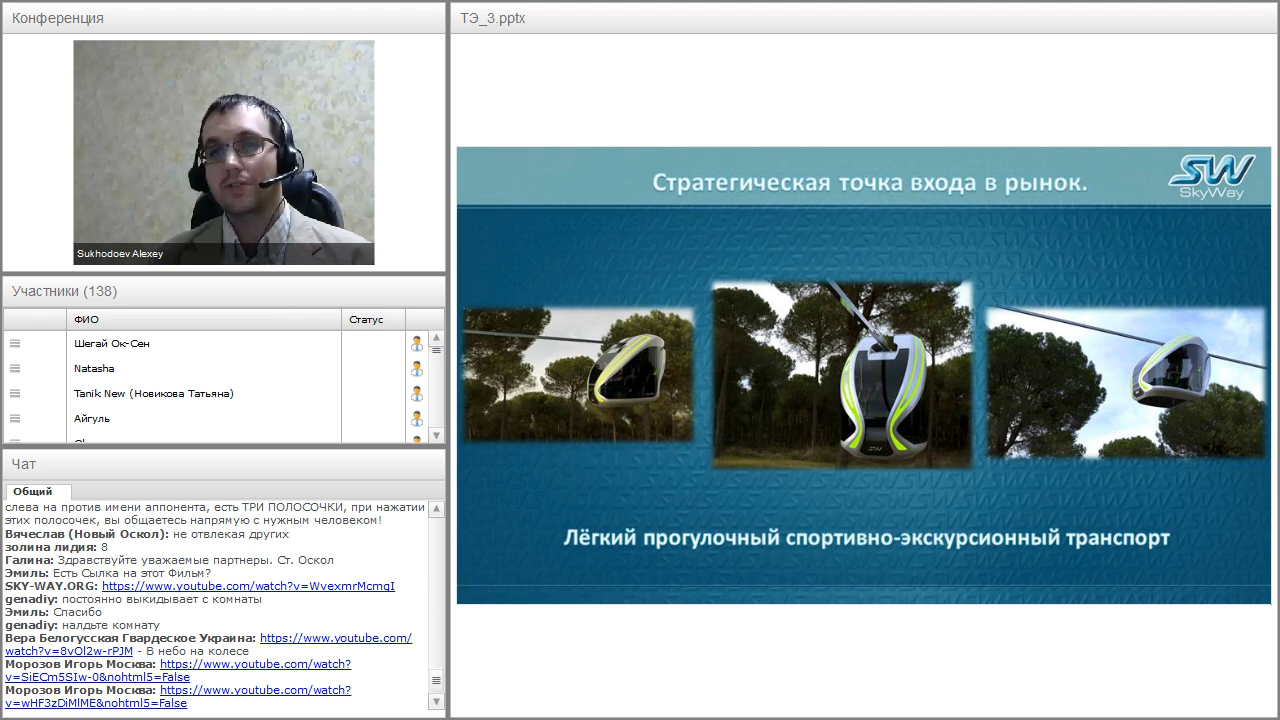 Конференция
Sukhodoev Alexey
Участники (138)
ФИО
Статус
Шегай Ок-Сен
Natasha
Tanik New (Новикова Татьяна)
Айгуль
Чат
Общий
слева на против имени аппонента, есть ТРИ ПОЛОСОЧКИ, при нажатии
этих полосочек, вы общаетесь напрямую с нужным человеком!
Вячеслав (Новый Оскол): не отвлекая других
золина лидия: 8
Галина: Здравствуйте уважаемые партнеры. Ст. Оскол
Эмиль: Есть Сылка на этот Фильм?
SKY-WAY.ORG: https://www.youtube.com/watch?v=WvexmrMcmqI
genadiy: постоянно выкидывает с комнаты
Эмиль: Спасибо
genadiy: налдьте комнату
Вера Белогусская Гвардеское Украина: https://www.youtube.com/
watch?v=8vOl2w-rPJM - В небо на колесе
Морозов Игорь Москва: https://www.youtube.com/watch?
v=SiECm5SIw-0&nohtml5=False
Морозов Игорь Москва: https://www.youtube.com/watch?
v=wHF3zDiMlME&nohtml5=False
ТЭ_3.pptx
Стратегическая точка входа в рынок.
SW
SkyWay
SW
Лёгкий прогулочный спортивно-экскурсионный транспорт